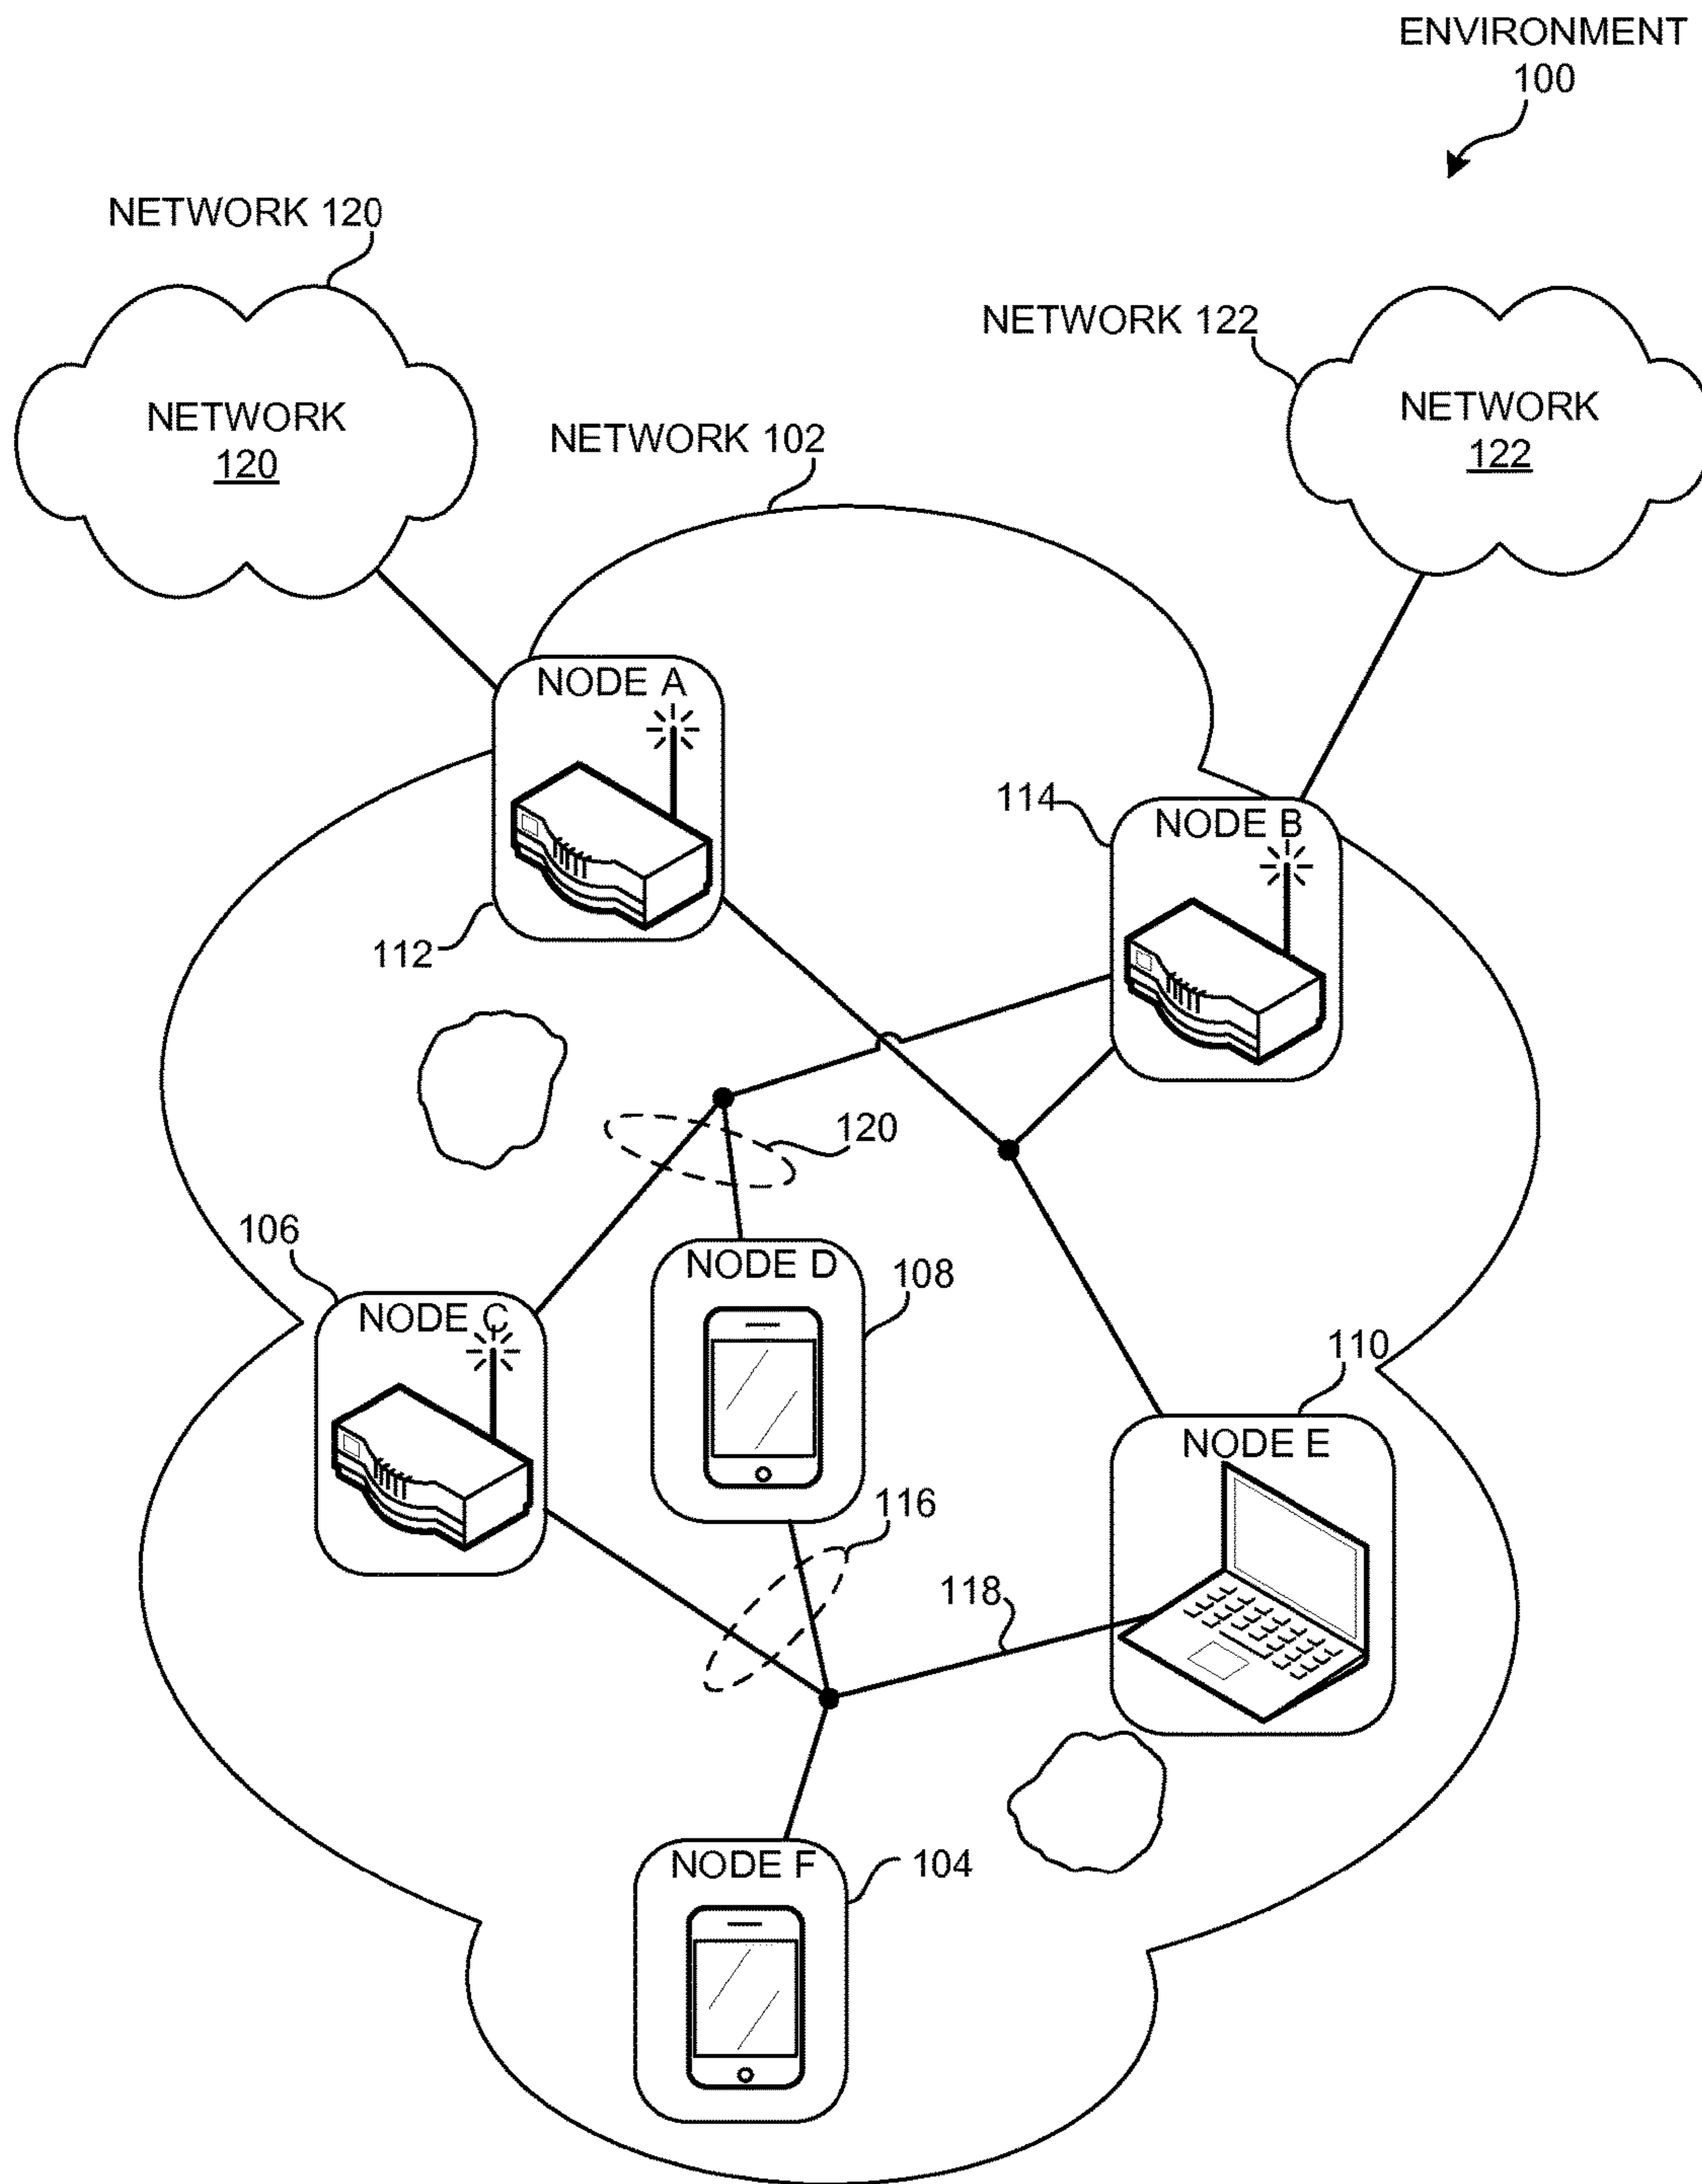 ENVIRONMENT
100
NETWORK 120
NETWORK 122
NETWORK
120
NETWORK
122
NETWORK 102
NODE A
114
NODE B
112
120
106
NODE D
108
NODE C
110
NODE E
116
118
NODE F
104